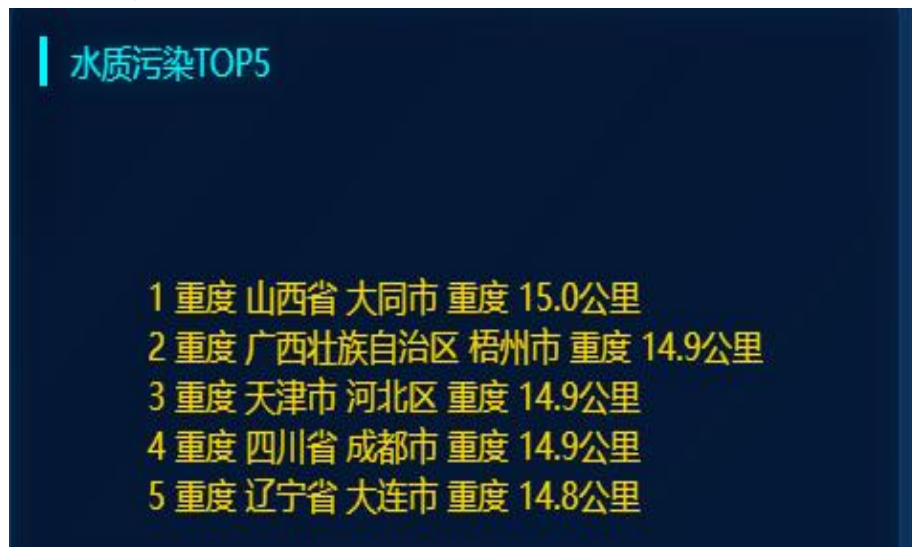 水质污染TOP5
1 重度 山西省 大同市 重度 15.0公里
2 重度 广西壮族自治区 梧州市 重度 14.9公里
3 重度 天津市 河北区 重度 14.9公里
4 重度 四川省 成都市 重度 14.9公里
5 重度 辽宁省 大连市 重度 14.8公里